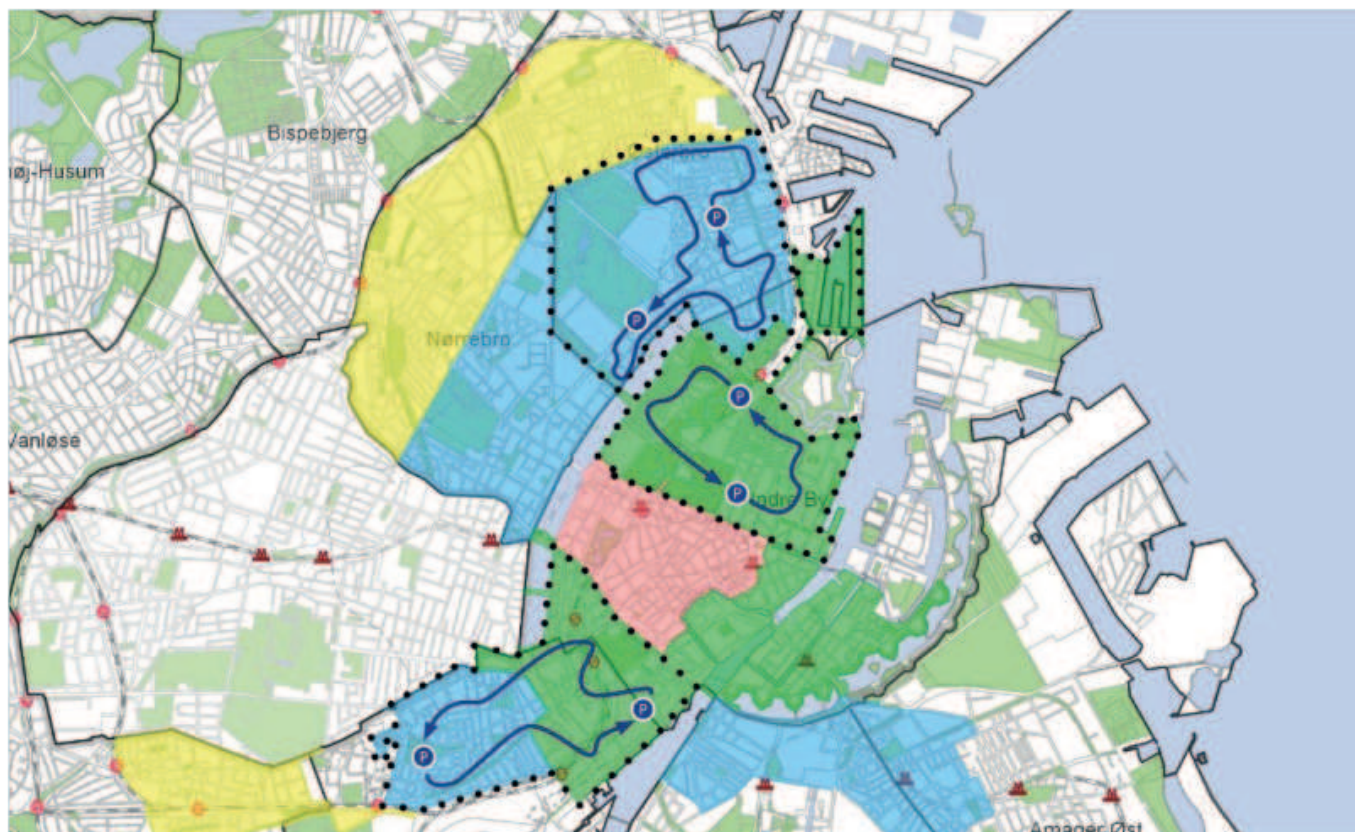 Bispebjerg
øj-Husum
P
P
Nørrebro
P
Vanløse
P
ndre By
P
P
Amager Øst